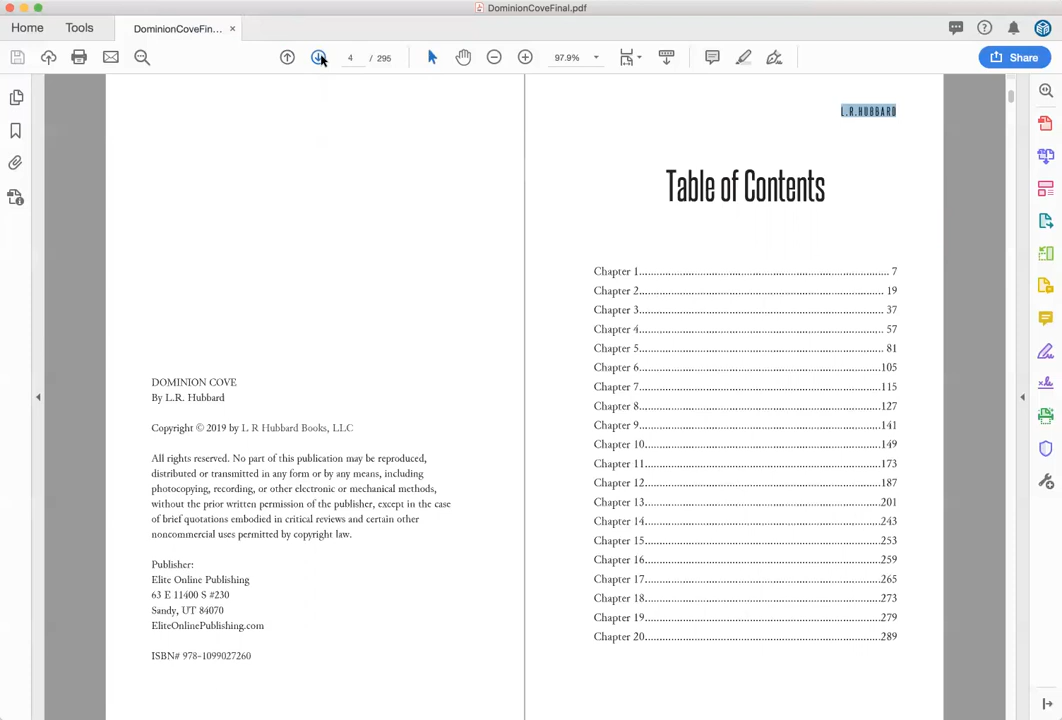 DominionCoveFinal.pdf
Home
Tools
DominionCoveFin...
4 / 295
97.9%
Share
DOMINION COVE
By L.R. Hubbard
Copyright © 2019 by L R Hubbard Books, LLC
All rights reserved. No part of this publication may be reproduced,
distributed or transmitted in any form or by any means, including
photocopying, recording, or other electronic or mechanical methods,
without the prior written permission of the publisher, except in the case
of brief quotations embodied in critical reviews and certain other
noncommercial uses permitted by copyright law.
Publisher:
Elite Online Publishing
63 E 11400 S #230
Sandy, UT 84070
EliteOnlinePublishing.com
ISBN# 978-1099027260
L.R.HUBBARD
Table of Contents
Chapter 1 7
Chapter 2 19
Chapter 3 37
Chapter 4 57
Chapter 5 81
Chapter 6 105
Chapter 7 115
Chapter 8 127
Chapter 9 141
Chapter 10 149
Chapter 11 173
Chapter 12 187
Chapter 13 201
Chapter 14 243
Chapter 15 253
Chapter 16 259
Chapter 17 265
Chapter 18 273
Chapter 19 279
Chapter 20 289